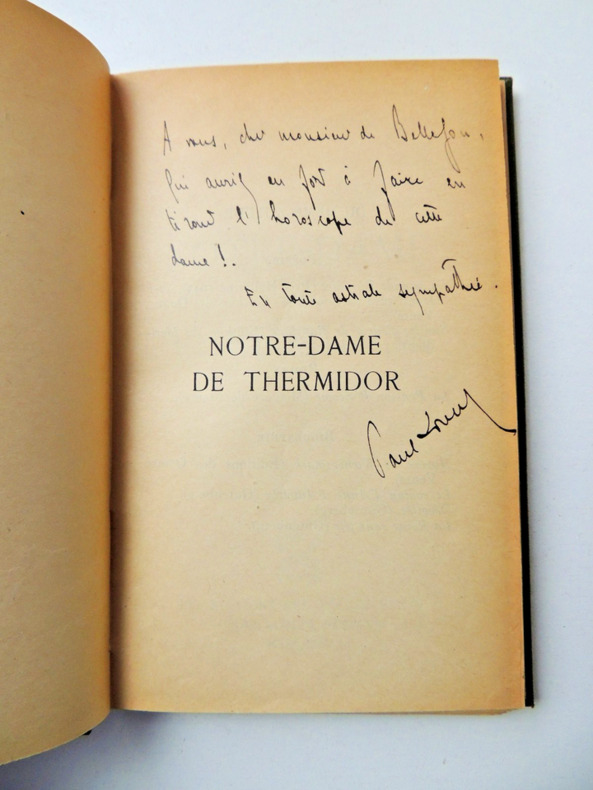 A vous, cher monsieur de Bellefon,
qui auriez eu fort à faire en
tirant l'horoscope de cette
dame !.
En toute astrale sympathie.
NOTRE-DAME
DE THERMIDOR
Paul